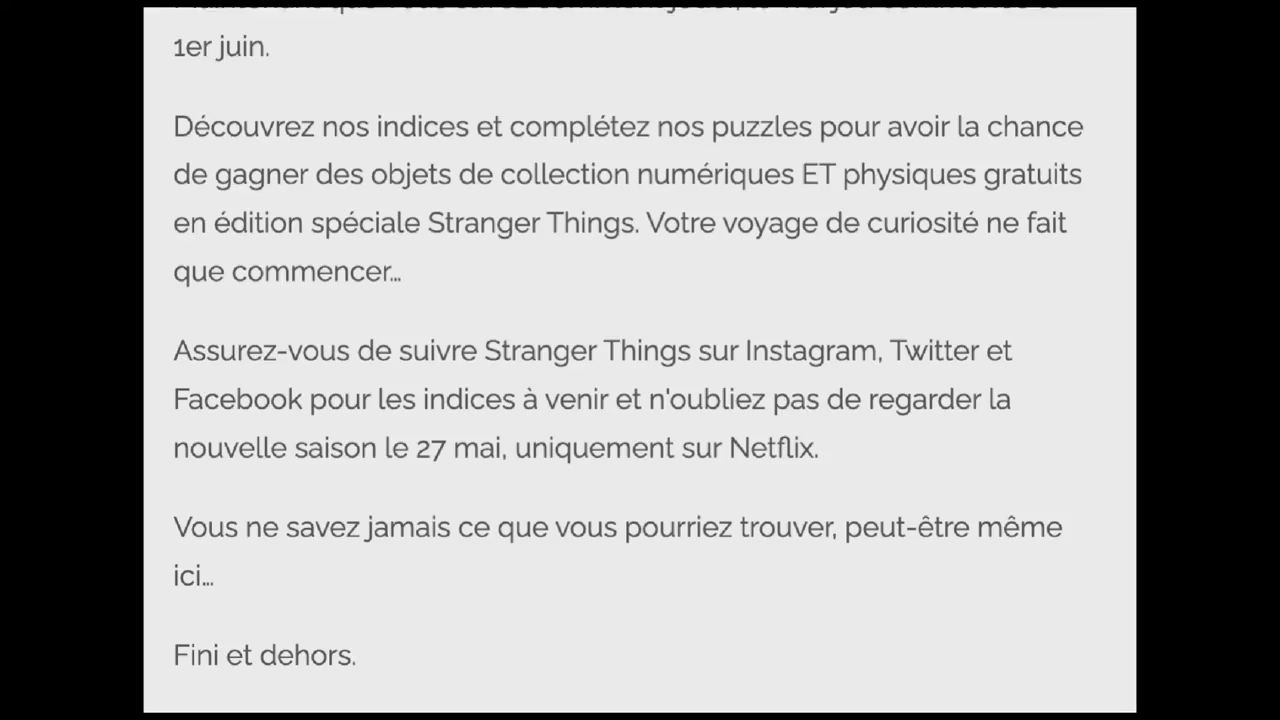 1er juin.
Découvrez nos indices et complétez nos puzzles pour avoir la chance
de gagner des objets de collection numériques ET physiques gratuits
en édition spéciale Stranger Things. Votre voyage de curiosité ne fait
que commencer…
Assurez-vous de suivre Stranger Things sur Instagram, Twitter et
Facebook pour les indices à venir et n'oubliez pas de regarder la
nouvelle saison le 27 mai, uniquement sur Netflix.
Vous ne savez jamais ce que vous pourriez trouver, peut-être même
ici…
Fini et dehors.